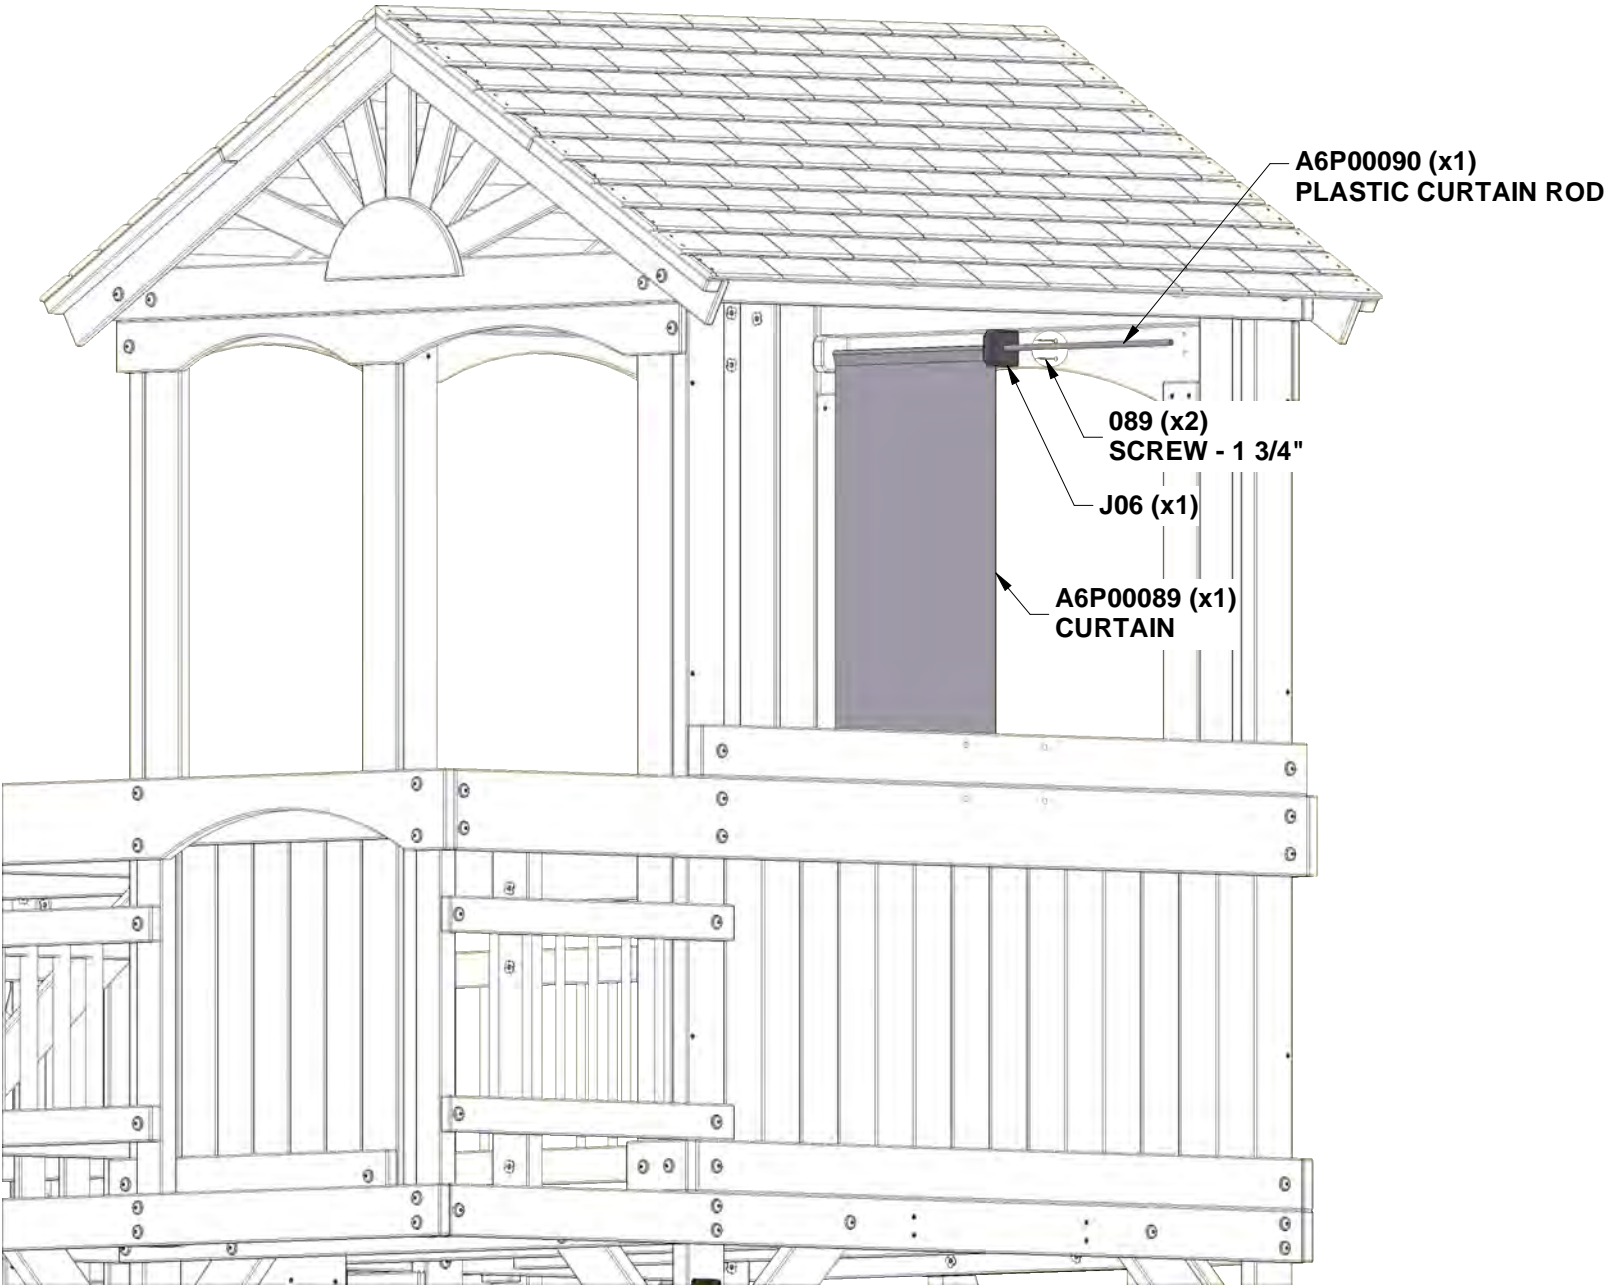 A6P00090 (x1)
PLASTIC CURTAIN ROD
089 (x2)
SCREW - 1 3/4"
J06 (x1)
A6P00089 (x1)
CURTAIN